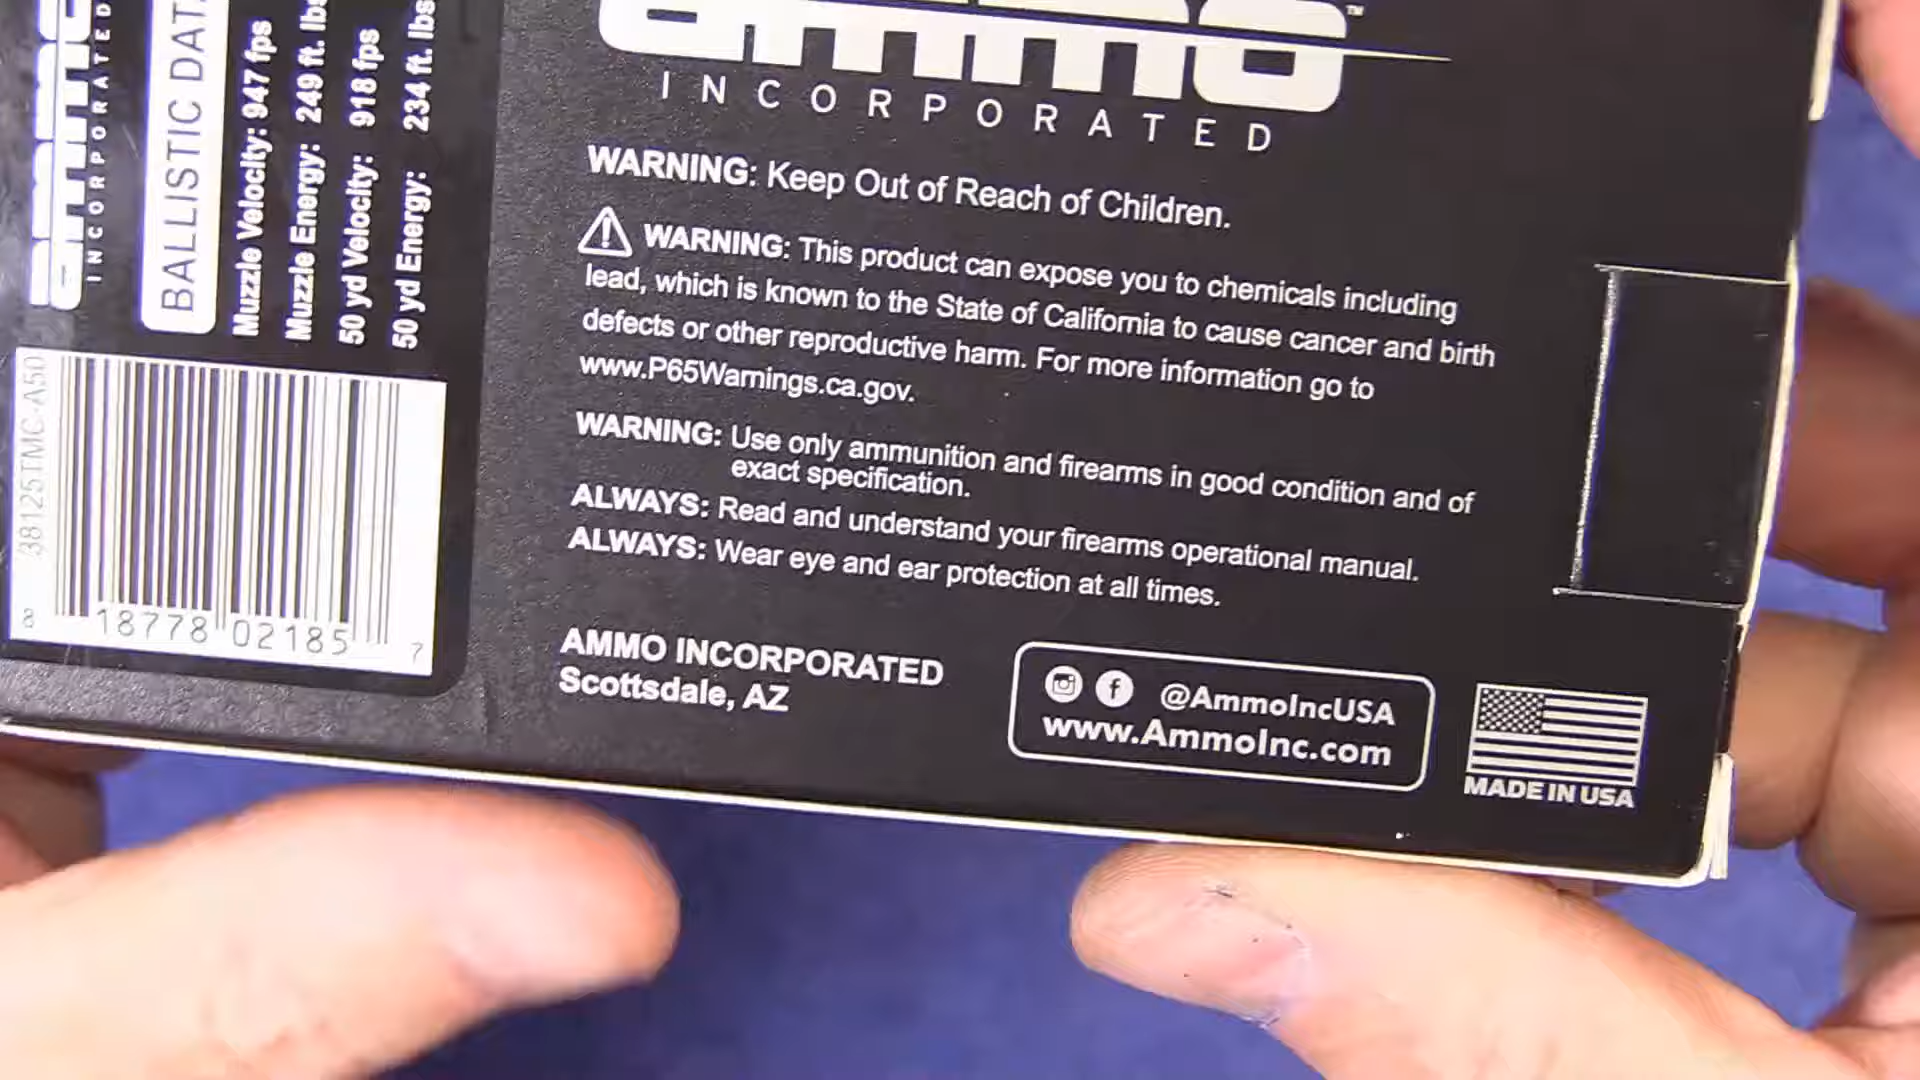 ammo
INCORPORATED
BALLISTIC DATA
Muzzle Velocity: 947 fps
Muzzle Energy: 249 ft. lbs
50 yd Velocity: 918 fps
50 yd Energy: 234 ft. lbs
38125TMC-A50
8 18778 02185 7
ammo™
INCORPORATED
WARNING: Keep Out of Reach of Children.
WARNING: This product can expose you to chemicals including
lead, which is known to the State of California to cause cancer and birth
defects or other reproductive harm. For more information go to
www.P65Warnings.ca.gov.
WARNING: Use only ammunition and firearms in good condition and of
exact specification.
ALWAYS: Read and understand your firearms operational manual.
ALWAYS: Wear eye and ear protection at all times.
AMMO INCORPORATED
Scottsdale, AZ
@AmmoIncUSA
www.AmmoInc.com
MADE IN USA